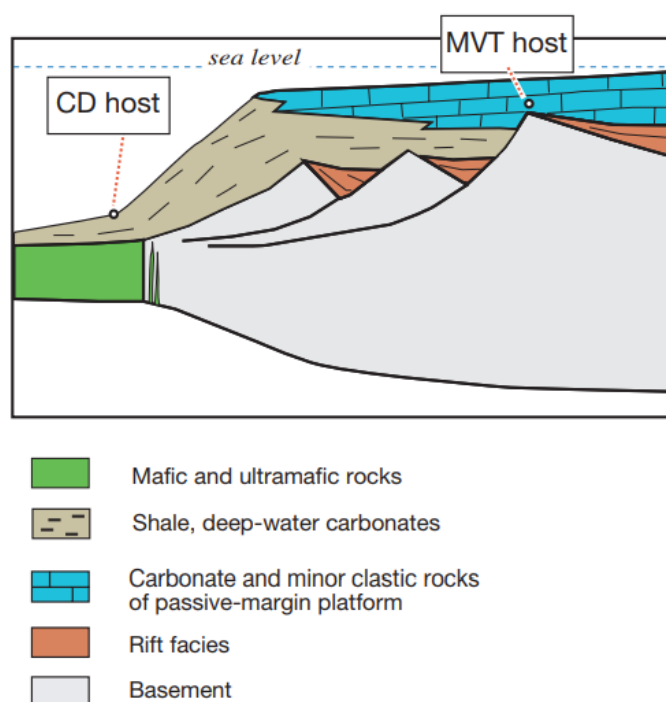 sea level
MVT host
CD host
Mafic and ultramafic rocks
Shale, deep-water carbonates
Carbonate and minor clastic rocks
of passive-margin platform
Rift facies
Basement